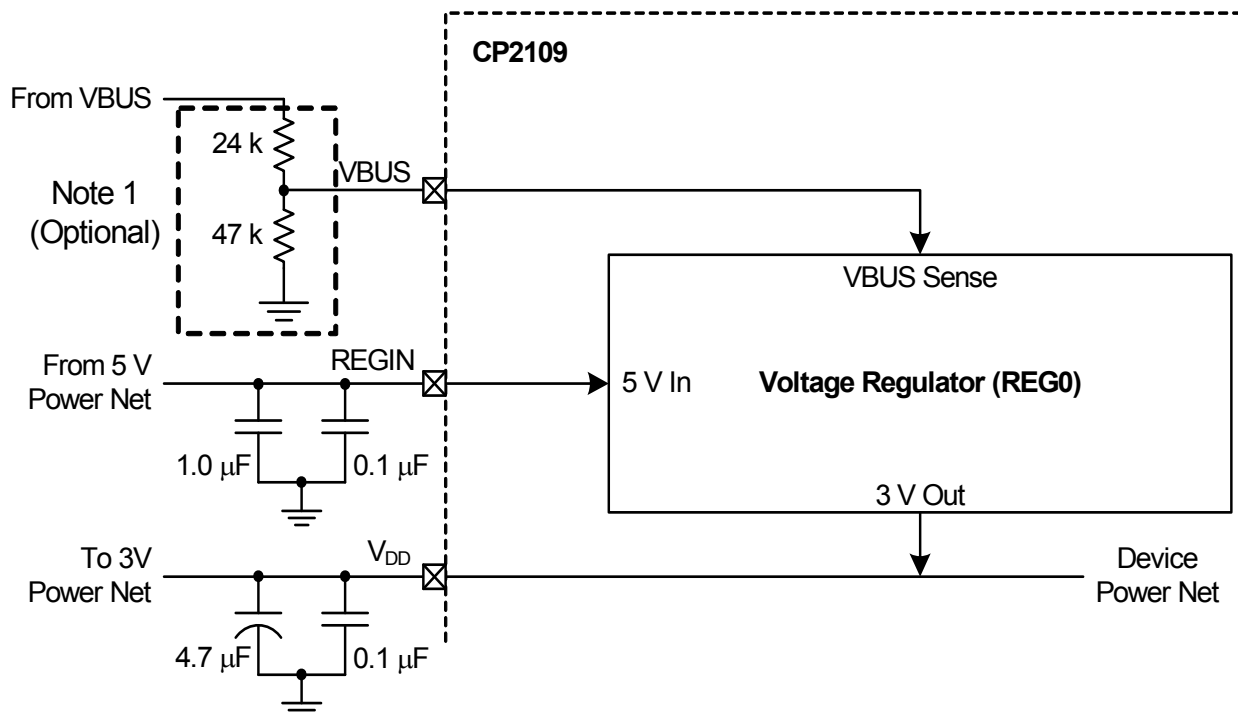 CP2109
From VBUS
24 k
VBUS
Note 1
(Optional)
47 k
VBUS Sense
From 5 V
Power Net
REGIN
5 V In
Voltage Regulator (REG0)
1.0 μF
0.1 μF
3 V Out
To 3V
Power Net
VDD
Device
Power Net
4.7 μF
0.1 μF